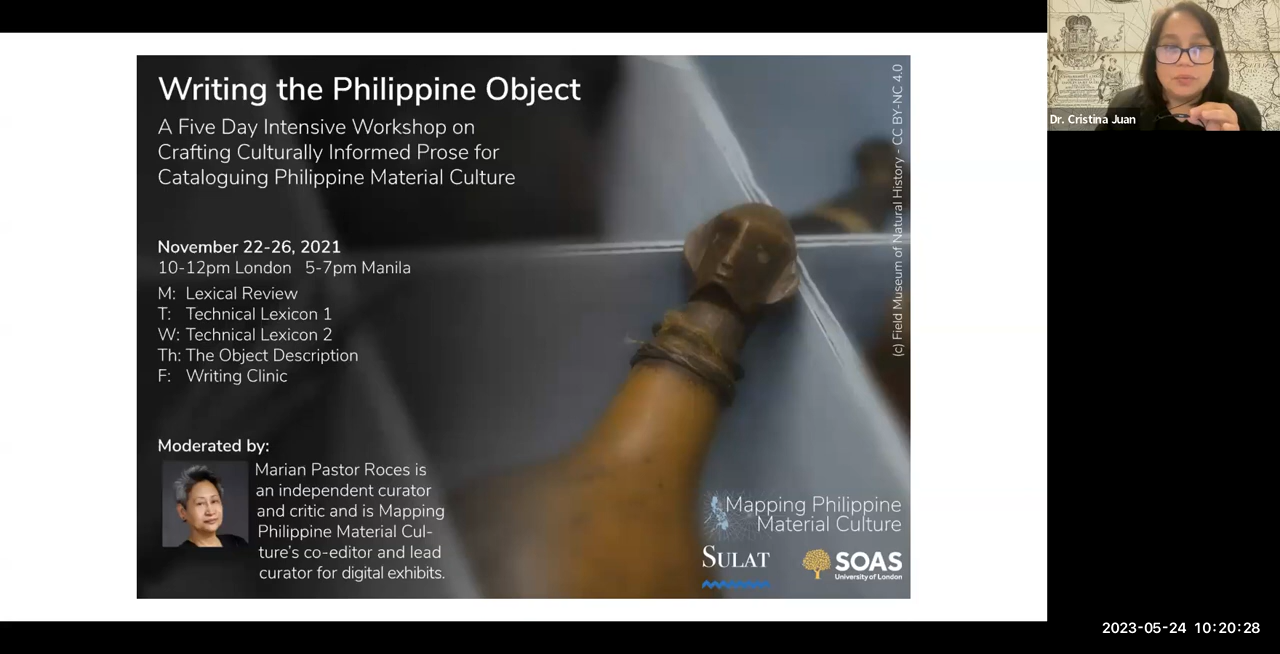 Writing the Philippine Object
A Five Day Intensive Workshop on
Crafting Culturally Informed Prose for
Cataloguing Philippine Material Culture
November 22-26, 2021
10-12pm London 5-7pm Manila
M: Lexical Review
T: Technical Lexicon 1
W: Technical Lexicon 2
Th: The Object Description
F: Writing Clinic
Moderated by:
Marian Pastor Roces is
an independent curator
and critic and is Mapping
Philippine Material Cul-
ture's co-editor and lead
curator for digital exhibits.
(c) Field Museum of Natural History - CC BY-NC 4.0
Mapping Philippine
Material Culture
SULAT
SOAS
University of London
Dr. Cristina Juan
2023-05-24 10:20:28